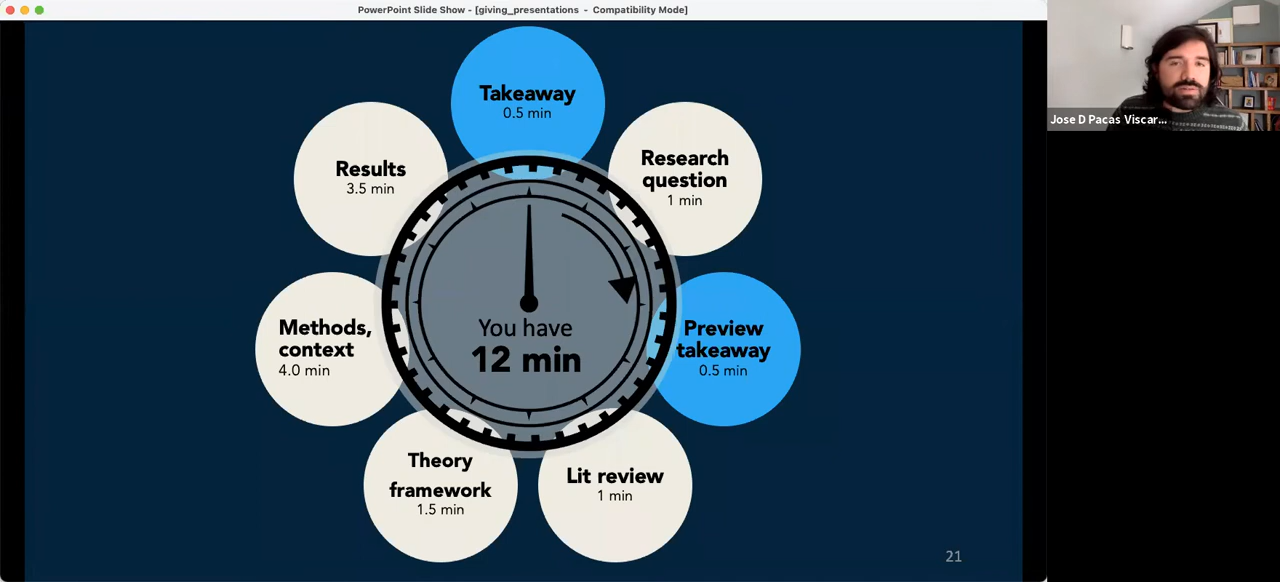 PowerPoint Slide Show - [giving_presentations - Compatibility Mode]
Takeaway
0.5 min
Research
question
1 min
Preview
takeaway
0.5 min
Lit review
1 min
Theory
framework
1.5 min
Methods,
context
4.0 min
Results
3.5 min
You have
12 min
21
Jose D Pacas Viscar...